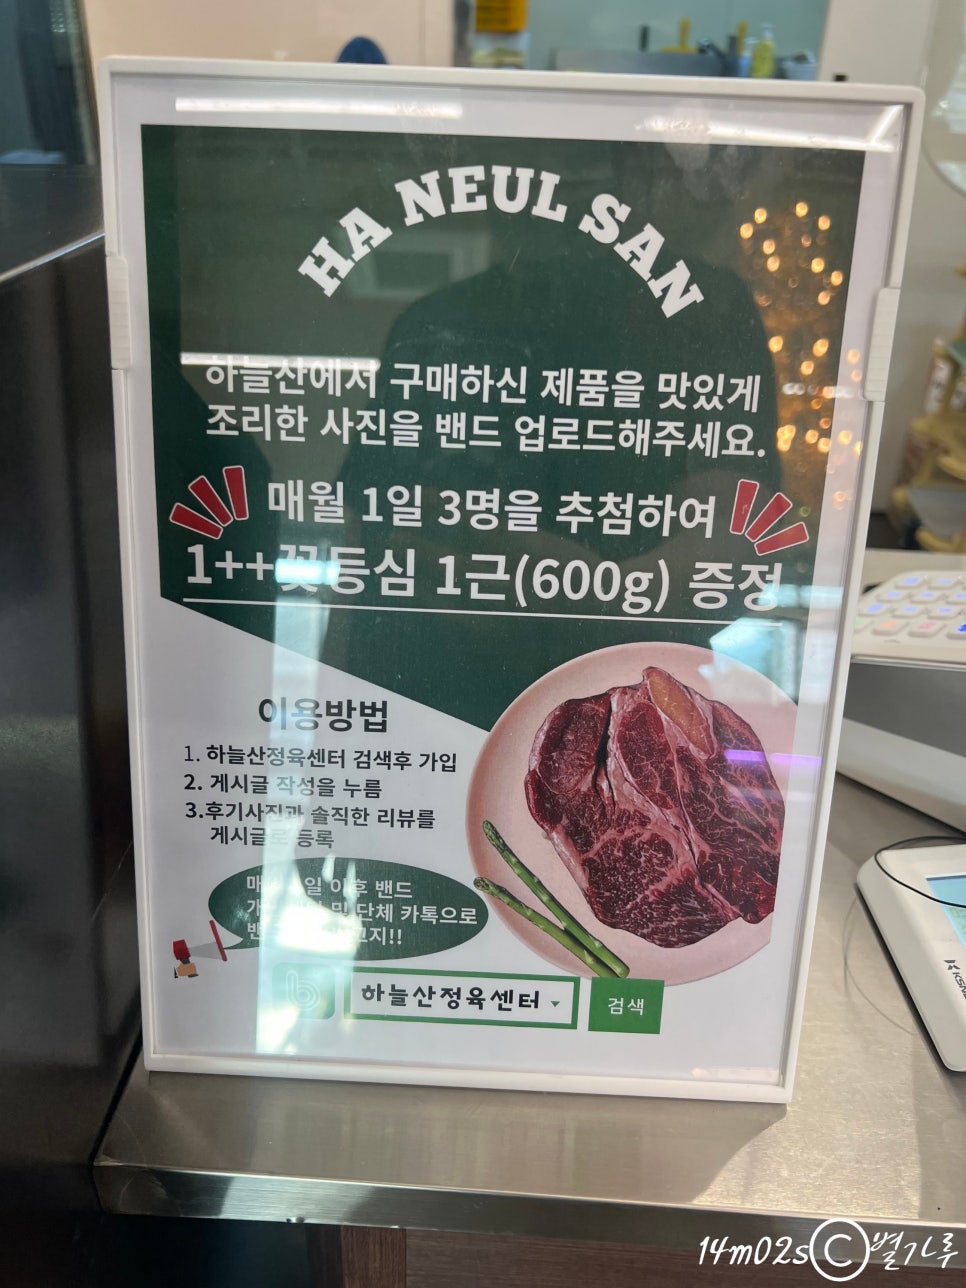 HA NEUL SAN
하늘산에서 구매하신 제품을 맛있게
조리한 사진을 밴드 업로드해주세요.
매월 1일 3명을 추첨하여
1++꽃등심 1근(600g) 증정
이용방법
1. 하늘산정육센터 검색후 가입
2. 게시글 작성을 누름
3.후기사진과 솔직한 리뷰를
게시글로 등록
이후 밴드
및 단체 카톡으로
하늘산정육센터
검색
14m02s C 별가루